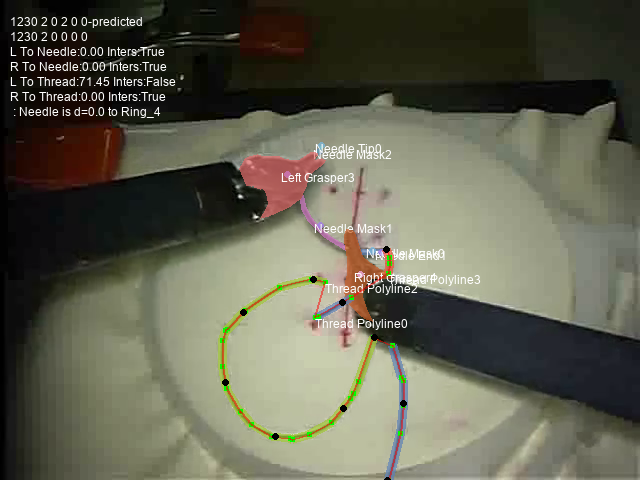 1230 2 0 2 0 0-predicted
1230 2 0 0 0 0
L To Needle:0.00 Inters:True
R To Needle:0.00 Inters:True
L To Thread:71.45 Inters:False
R To Thread:0.00 Inters:True
: Needle is d=0.0 to Ring_4
Needle Tip0
Needle Mask2
Left Grasper3
Needle Mask1
Needle Mask0
Needle End1
Right Grasper4
Thread Polyline3
Thread Polyline2
Thread Polyline0